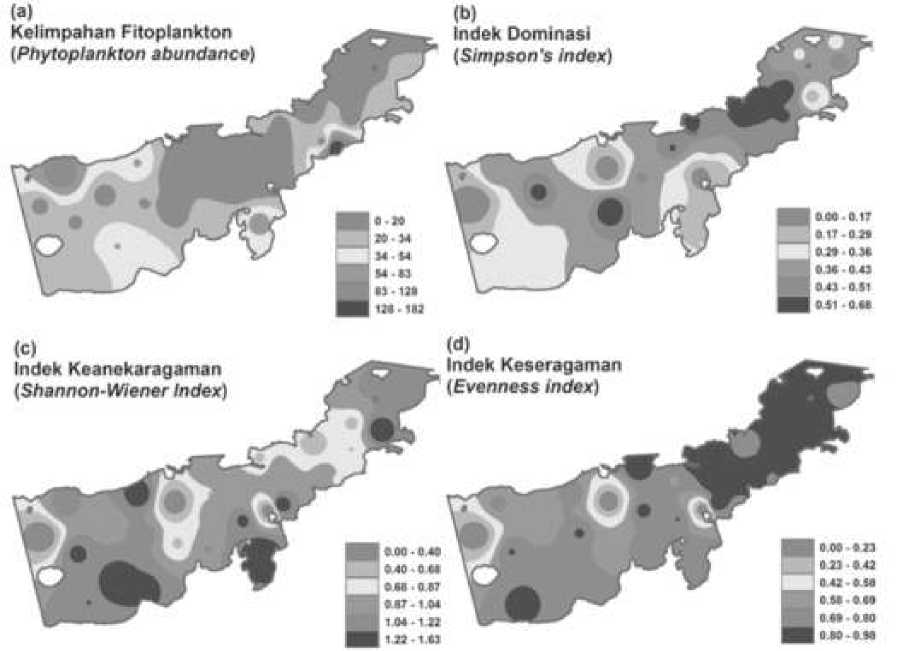 (a)
Kelimpahan Fitoplankton
(Phytoplankton abundance)
0 - 20
20 - 34
34 - 54
54 - 83
83 - 128
128 - 182
(b)
Indek Dominasi
(Simpson's index)
0.00 - 0.17
0.17 - 0.29
0.29 - 0.36
0.36 - 0.43
0.43 - 0.51
0.51 - 0.68
(c)
Indek Keanekaragaman
(Shannon-Wiener Index)
0.00 - 0.40
0.40 - 0.68
0.68 - 0.87
0.87 - 1.04
1.04 - 1.22
1.22 - 1.63
(d)
Indek Keseragaman
(Evenness index)
0.00 - 0.23
0.23 - 0.42
0.42 - 0.58
0.58 - 0.69
0.69 - 0.80
0.80 - 0.98